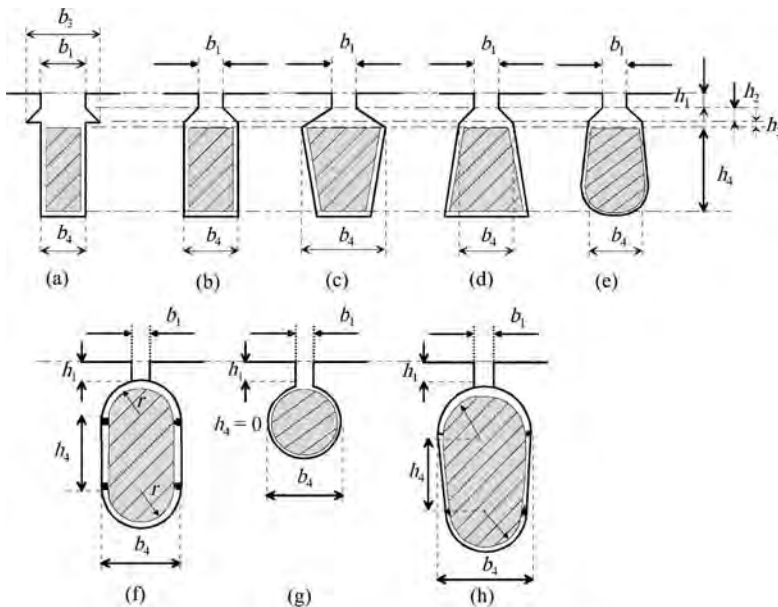 b₃
b₁ b₁ b₁ b₁ b₁
h₁ h₂
h₄
b₄ b₄ b₄ b₄ b₄
(a) (b) (c) (d) (e)
b₁ b₁ b₁
h₁ h₁ h₁
r
h₄ h₄ = 0 h₄
r
b₄ b₄ b₄
(f) (g) (h)